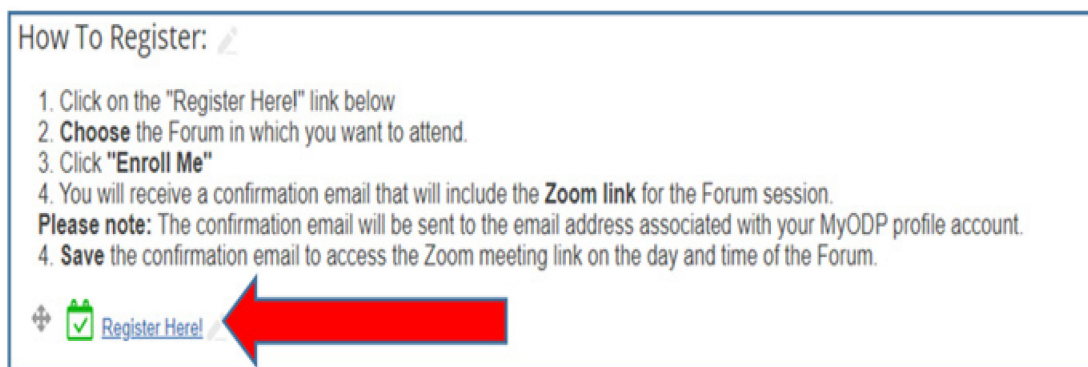 How To Register:
1. Click on the "Register Here!" link below
2. Choose the Forum in which you want to attend.
3. Click "Enroll Me"
4. You will receive a confirmation email that will include the Zoom link for the Forum session.
Please note: The confirmation email will be sent to the email address associated with your MyODP profile account.
4. Save the confirmation email to access the Zoom meeting link on the day and time of the Forum.
Register Here!